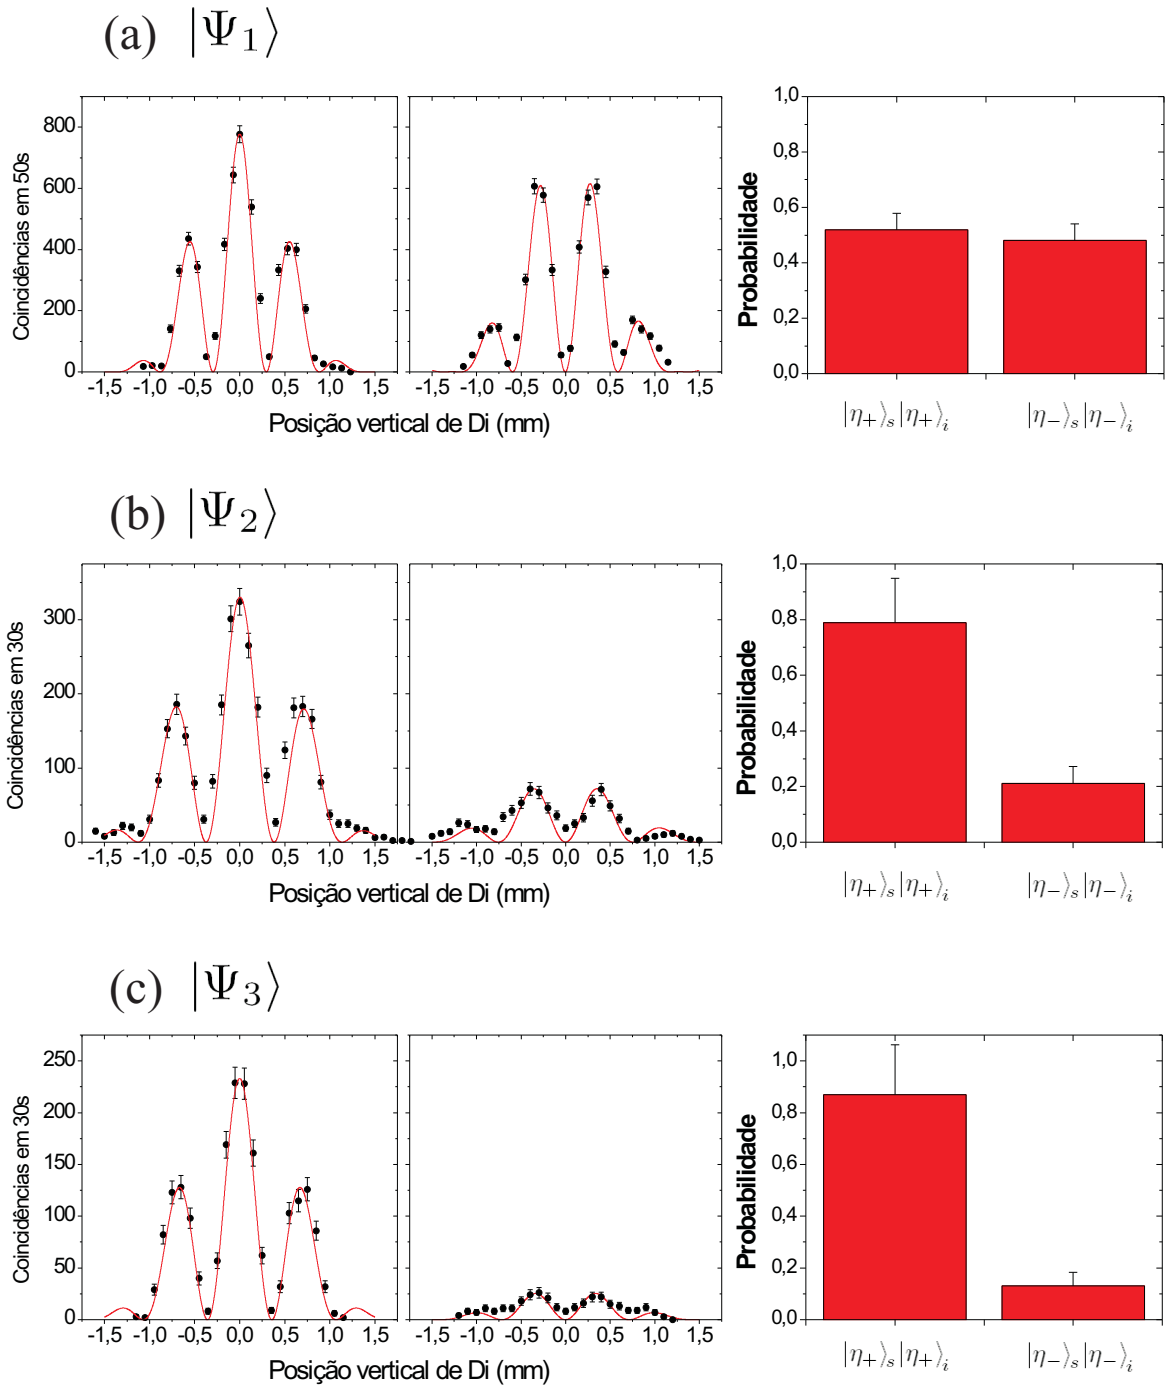 (a) |Ψ₁⟩
Coincidências em 50s
800
600
400
200
0
-1,5 -1,0 -0,5 0,0 0,5 1,0 1,5
-1,5 -1,0 -0,5 0,0 0,5 1,0 1,5
Posição vertical de Di (mm)
Probabilidade
1,0
0,8
0,6
0,4
0,2
0,0
|η₊⟩ₛ|η₊⟩ᵢ |η₋⟩ₛ|η₋⟩ᵢ
(b) |Ψ₂⟩
Coincidências em 30s
300
200
100
0
-1,5 -1,0 -0,5 0,0 0,5 1,0 1,5
-1,5 -1,0 -0,5 0,0 0,5 1,0 1,5
Posição vertical de Di (mm)
Probabilidade
1,0
0,8
0,6
0,4
0,2
0,0
|η₊⟩ₛ|η₊⟩ᵢ |η₋⟩ₛ|η₋⟩ᵢ
(c) |Ψ₃⟩
Coincidências em 30s
250
200
150
100
50
0
-1,5 -1,0 -0,5 0,0 0,5 1,0 1,5
-1,5 -1,0 -0,5 0,0 0,5 1,0 1,5
Posição vertical de Di (mm)
Probabilidade
1,0
0,8
0,6
0,4
0,2
0,0
|η₊⟩ₛ|η₊⟩ᵢ |η₋⟩ₛ|η₋⟩ᵢ